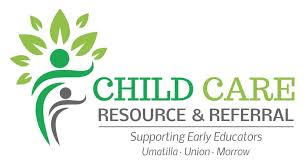 CHILD CARE
RESOURCE & REFERRAL
Supporting Early Educators
Umatilla · Union · Morrow